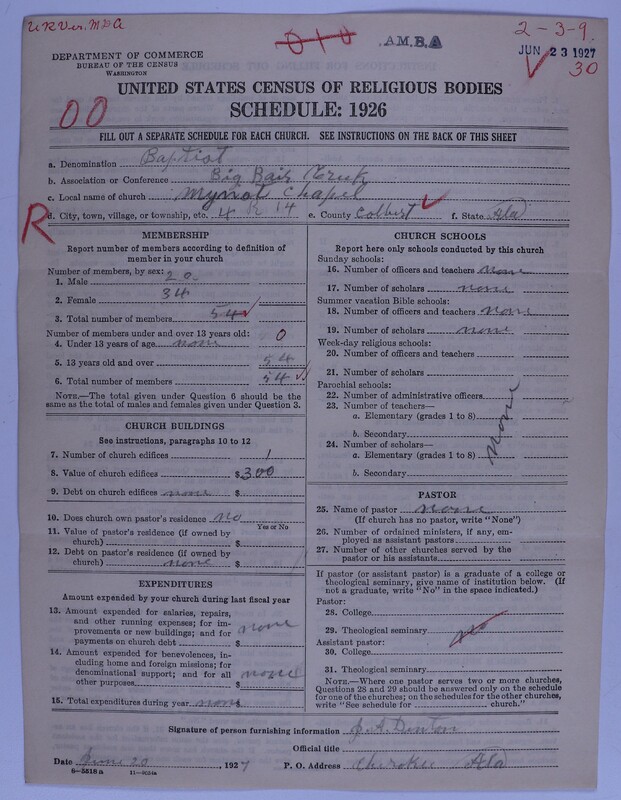 U R Ver. M D A
010
A.M.B.A
2-3-9
JUN 23 1927
30
DEPARTMENT OF COMMERCE
BUREAU OF THE CENSUS
WASHINGTON
UNITED STATES CENSUS OF RELIGIOUS BODIES
SCHEDULE: 1926
00
FILL OUT A SEPARATE SCHEDULE FOR EACH CHURCH. SEE INSTRUCTIONS ON THE BACK OF THIS SHEET
a. Denomination Baptist
b. Association or Conference Big Bair Creek
c. Local name of church Mynot Chapel
R
d. City, town, village, or township, etc. 4 R 14 e. County Colbert f. State Ala
MEMBERSHIP
Report number of members according to definition of member in your church
Number of members, by sex:
1. Male 20
2. Female 34
3. Total number of members 54
Number of members under and over 13 years old:
4. Under 13 years of age none 0
5. 13 years old and over 54
6. Total number of members 54
NOTE.—The total given under Question 6 should be the same as the total of males and females given under Question 3.
CHURCH BUILDINGS
See instructions, paragraphs 10 to 12
7. Number of church edifices 1
8. Value of church edifices $300
9. Debt on church edifices none $
10. Does church own pastor's residence no
Yes or No
11. Value of pastor's residence (if owned by church) $
12. Debt on pastor's residence (if owned by church) none $
EXPENDITURES
Amount expended by your church during last fiscal year
13. Amount expended for salaries, repairs, and other running expenses; for improvements or new buildings; and for payments on church debt $ none
14. Amount expended for benevolences, including home and foreign missions; for denominational support; and for all other purposes $ none
15. Total expenditures during year none $
CHURCH SCHOOLS
Report here only schools conducted by this church
Sunday schools:
16. Number of officers and teachers none
17. Number of scholars none
Summer vacation Bible schools:
18. Number of officers and teachers none
19. Number of scholars none
Week-day religious schools:
20. Number of officers and teachers
21. Number of scholars
Parochial schools:
22. Number of administrative officers
23. Number of teachers—
a. Elementary (grades 1 to 8)
b. Secondary
none
24. Number of scholars—
a. Elementary (grades 1 to 8)
b. Secondary
PASTOR
25. Name of pastor none
(If church has no pastor, write "None")
26. Number of ordained ministers, if any, employed as assistant pastors
27. Number of other churches served by the pastor or his assistants
If pastor (or assistant pastor) is a graduate of a college or theological seminary, give name of institution below. (If not a graduate, write "No" in the space indicated.)
Pastor:
28. College
29. Theological seminary
no
Assistant pastor:
30. College
31. Theological seminary
NOTE.—Where one pastor serves two or more churches, Questions 28 and 29 should be answered only on the schedule for one of the churches; on the schedules for the other churches, write "See schedule for church."
Signature of person furnishing information J. A. Dunton
Official title
Date June 20, 1927 P. O. Address Cherokee Ala
8—5518a 11—9024a